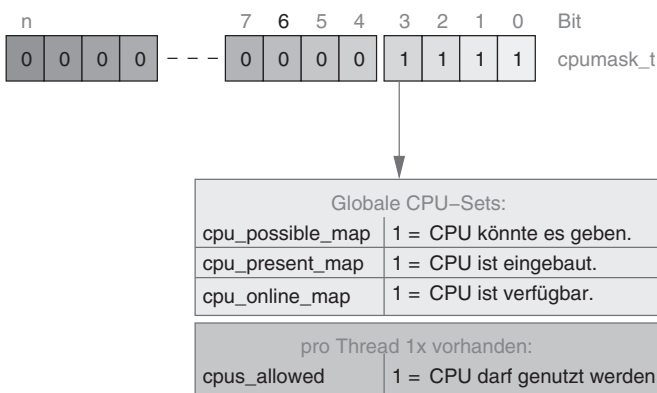 n 7 6 5 4 3 2 1 0 Bit
0 0 0 0 0 0 0 0 1 1 1 1 cpumask_t
Globale CPU-Sets:
cpu_possible_map 1 = CPU könnte es geben.
cpu_present_map 1 = CPU ist eingebaut.
cpu_online_map 1 = CPU ist verfügbar.
pro Thread 1x vorhanden:
cpus_allowed 1 = CPU darf genutzt werden